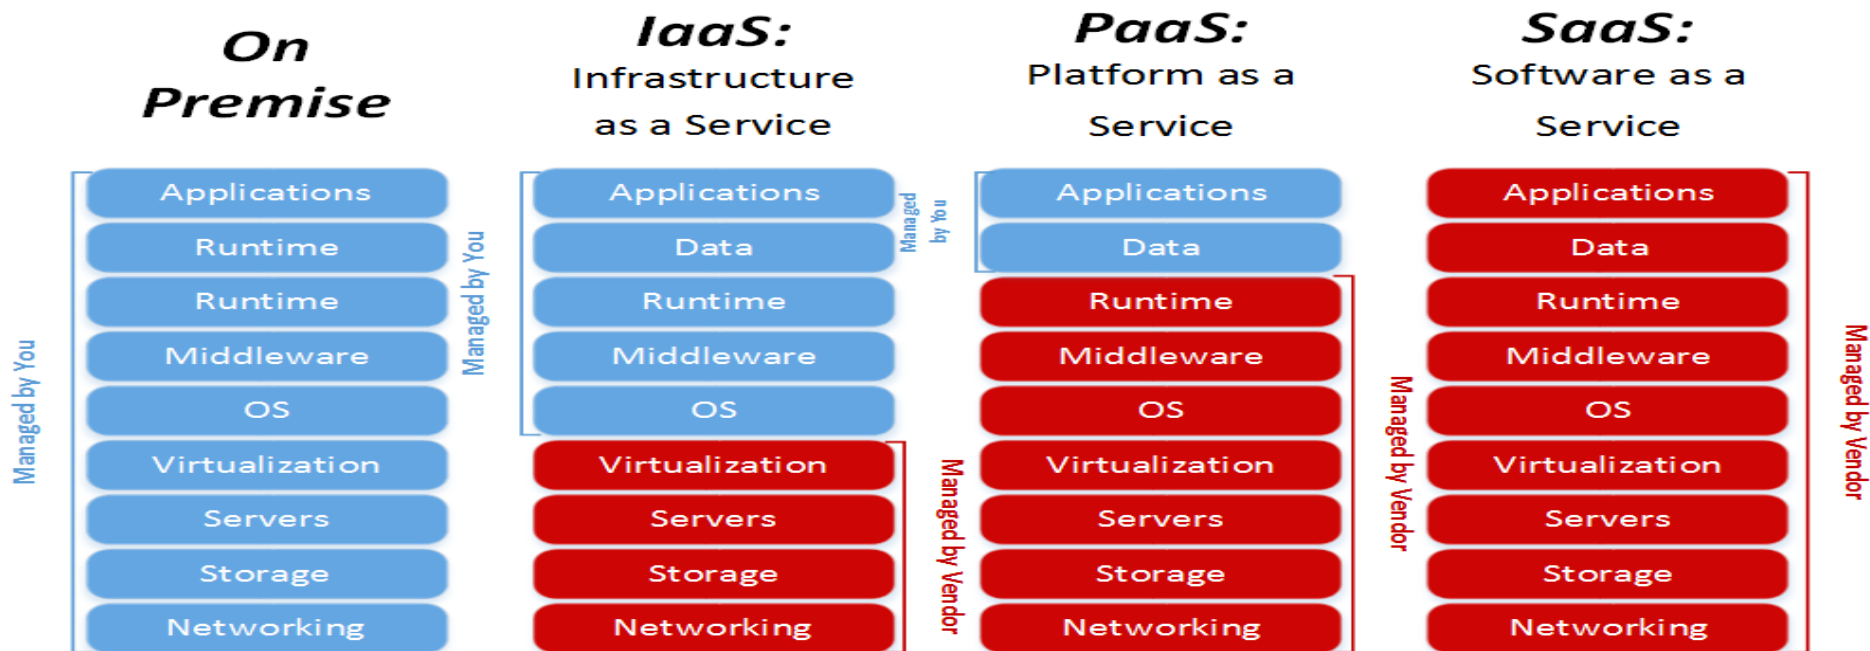 On
Premise
Managed by You
Applications
Runtime
Runtime
Middleware
OS
Virtualization
Servers
Storage
Networking
IaaS:
Infrastructure
as a Service
Managed by You
Applications
Data
Runtime
Middleware
OS
Virtualization
Servers
Storage
Networking
Managed by Vendor
PaaS:
Platform as a
Service
Managed
by You
Applications
Data
Runtime
Middleware
OS
Virtualization
Servers
Storage
Networking
Managed by Vendor
SaaS:
Software as a
Service
Applications
Data
Runtime
Middleware
OS
Virtualization
Servers
Storage
Networking
Managed by Vendor